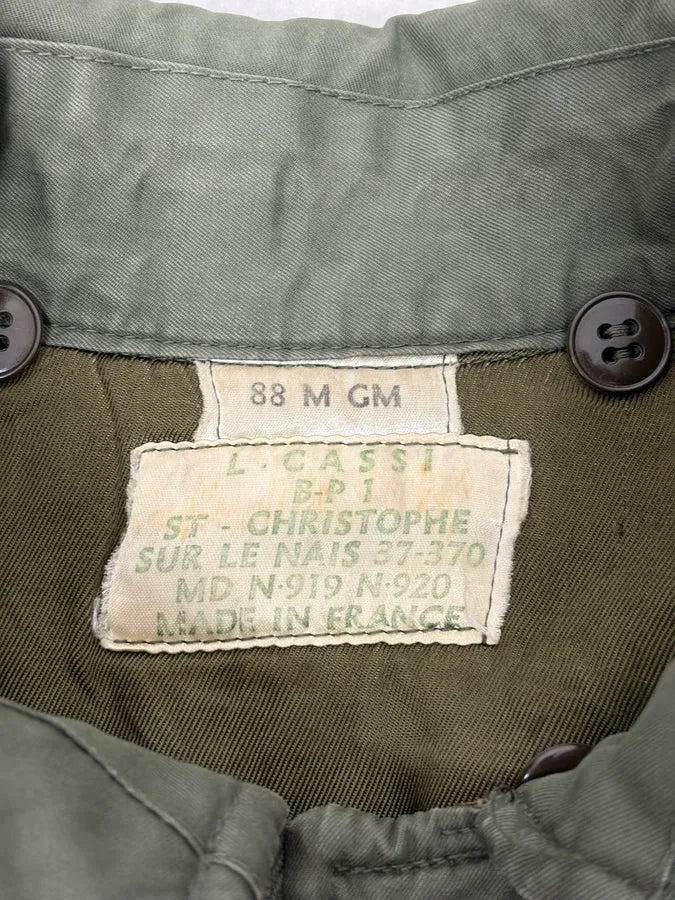 88 M GM
L. CASSI
B-P 1
ST - CHRISTOPHE
SUR LE NAIS 37-370
MD N.919 N.920
MADE IN FRANCE